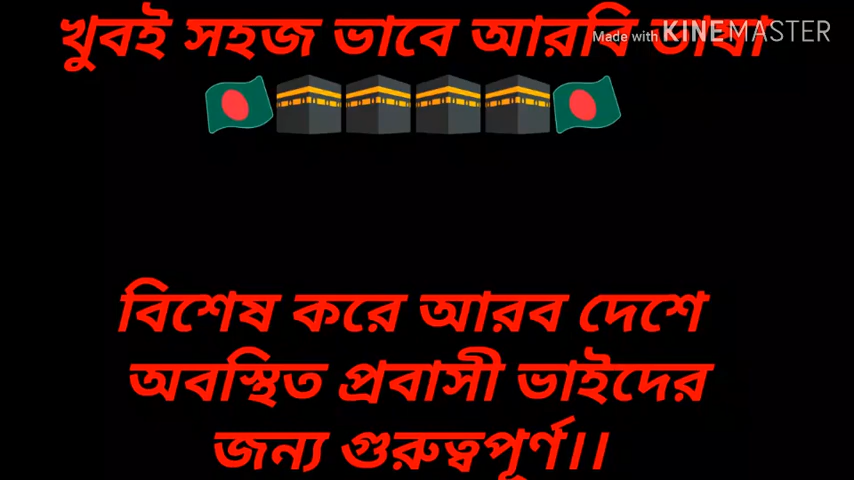 খুবই সহজ ভাবে আরবি ভাষা
Made with KINEMASTER
বিশেষ করে আরব দেশে
অবস্থিত প্রবাসী ভাইদের
জন্য গুরুত্বপূর্ণ।।